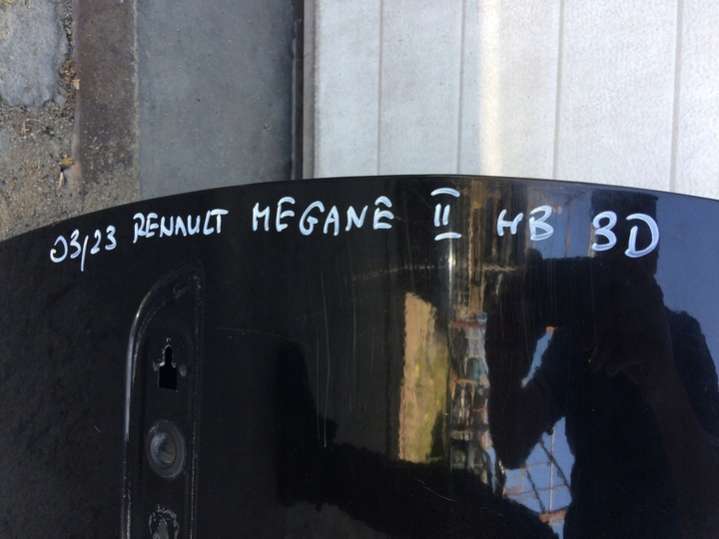 03/23 RENAULT MEGANE II HB 3D